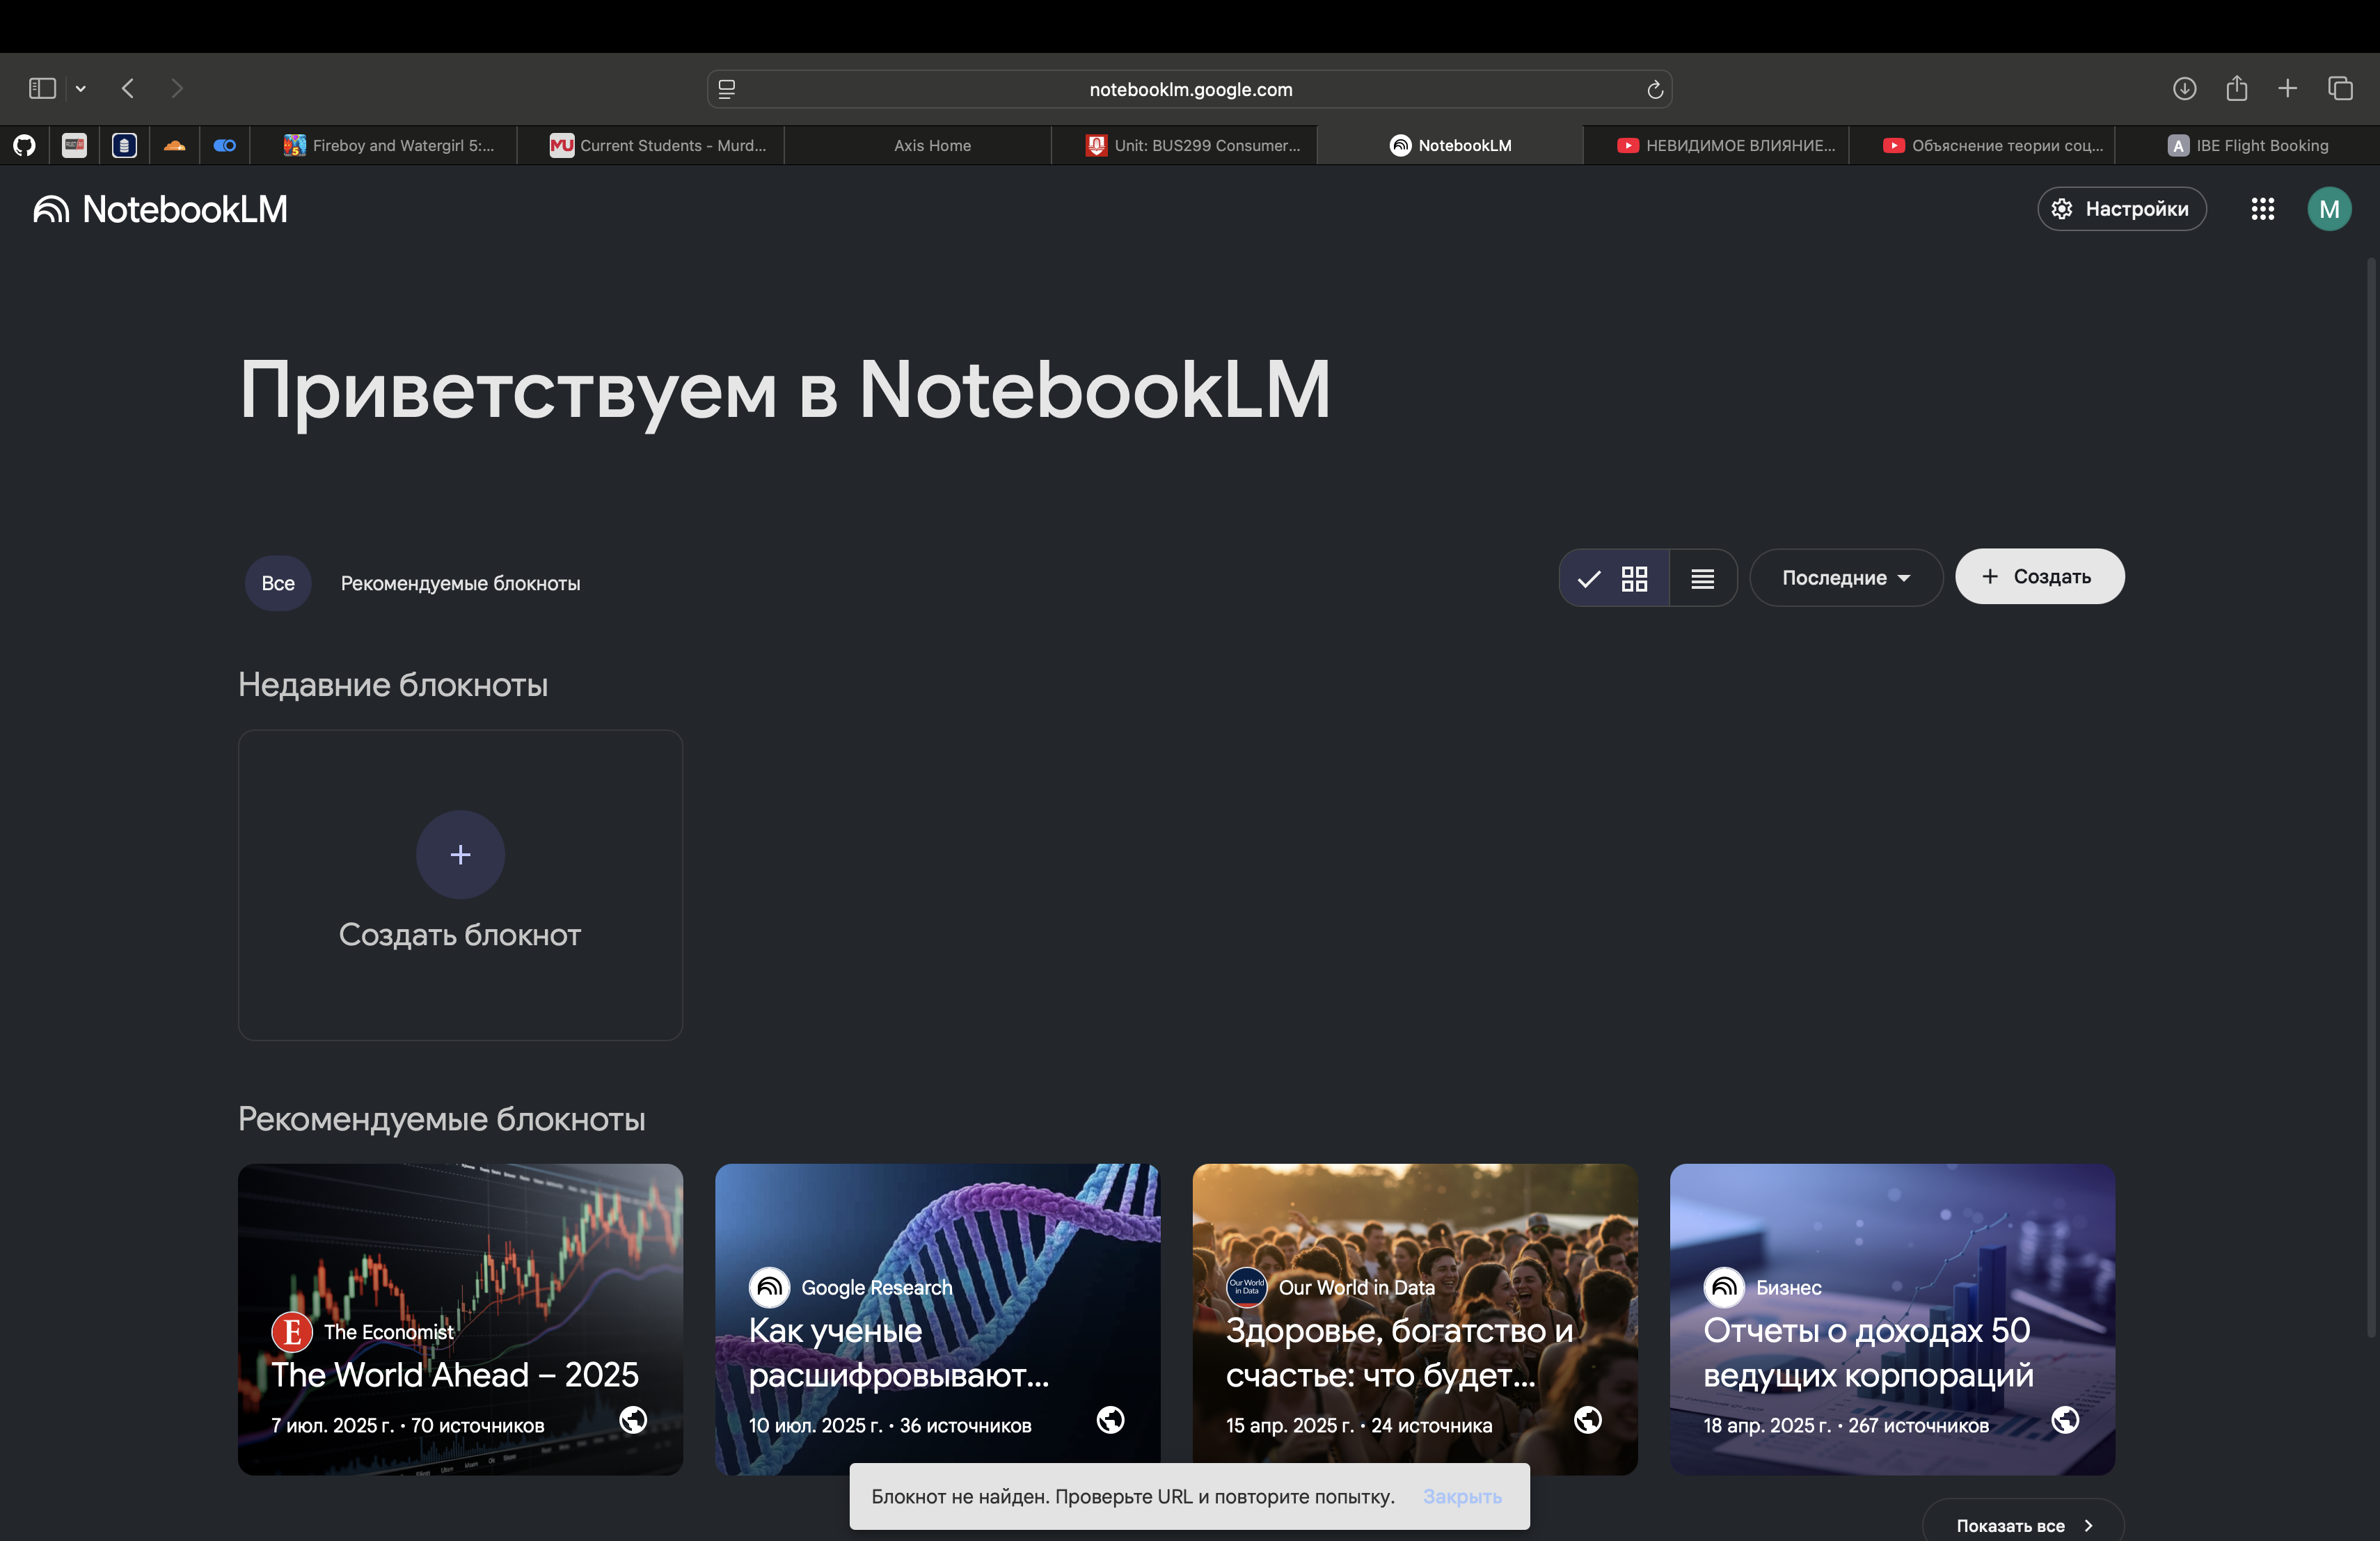 notebooklm.google.com
Fireboy and Watergirl 5:...
MU Current Students - Murd...
Axis Home
Unit: BUS299 Consumer...
NotebookLM
НЕВИДИМОЕ ВЛИЯНИЕ...
Объяснение теории соц...
A IBE Flight Booking
NotebookLM
Настройки
M
Приветствуем в NotebookLM
Все
Рекомендуемые блокноты
Последние
+ Создать
Недавние блокноты
+
Создать блокнот
Рекомендуемые блокноты
E The Economist
The World Ahead – 2025
7 июл. 2025 г. • 70 источников
Google Research
Как ученые
расшифровывают...
10 июл. 2025 г. • 36 источников
Our World
in Data
Our World in Data
Здоровье, богатство и
счастье: что будет...
15 апр. 2025 г. • 24 источника
Бизнес
Отчеты о доходах 50
ведущих корпораций
18 апр. 2025 г. • 267 источников
Блокнот не найден. Проверьте URL и повторите попытку. Закрыть
Показать все